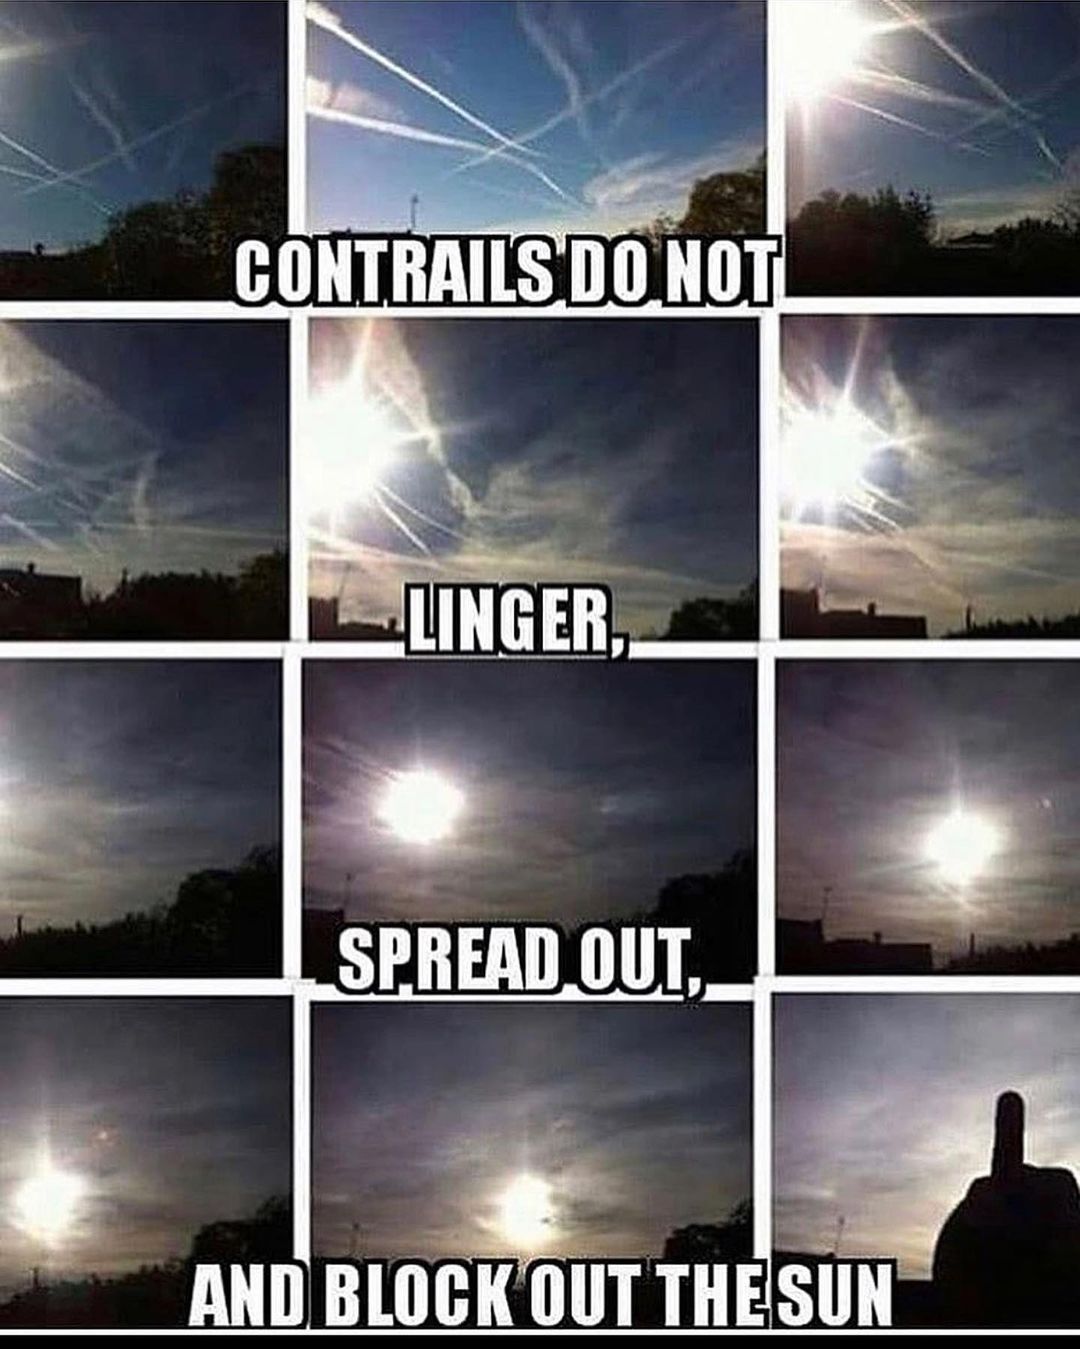 CONTRAILS DO NOT
LINGER,
SPREAD OUT,
AND BLOCK OUT THE SUN